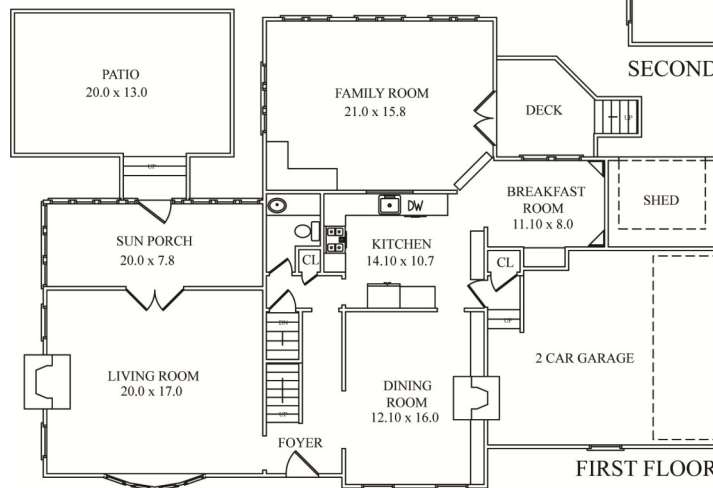 SECOND
PATIO
20.0 x 13.0
FAMILY ROOM
21.0 x 15.8
DECK
UP
UP
BREAKFAST
ROOM
11.10 x 8.0
SHED
DW
SUN PORCH
20.0 x 7.8
KITCHEN
14.10 x 10.7
CL
CL
DN
UP
LIVING ROOM
20.0 x 17.0
2 CAR GARAGE
DINING
ROOM
12.10 x 16.0
UP
FOYER
FIRST FLOOR